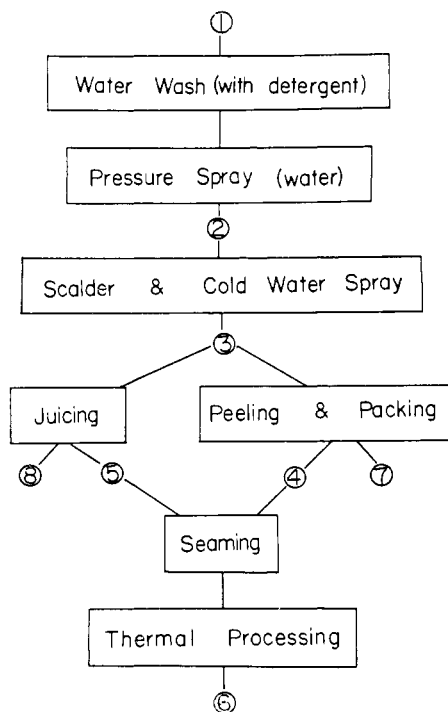 ①
Water Wash (with detergent)
Pressure Spray (water)
②
Scalder & Cold Water Spray
③
Juicing
Peeling & Packing
⑧
⑤
④
⑦
Seaming
Thermal Processing
⑥